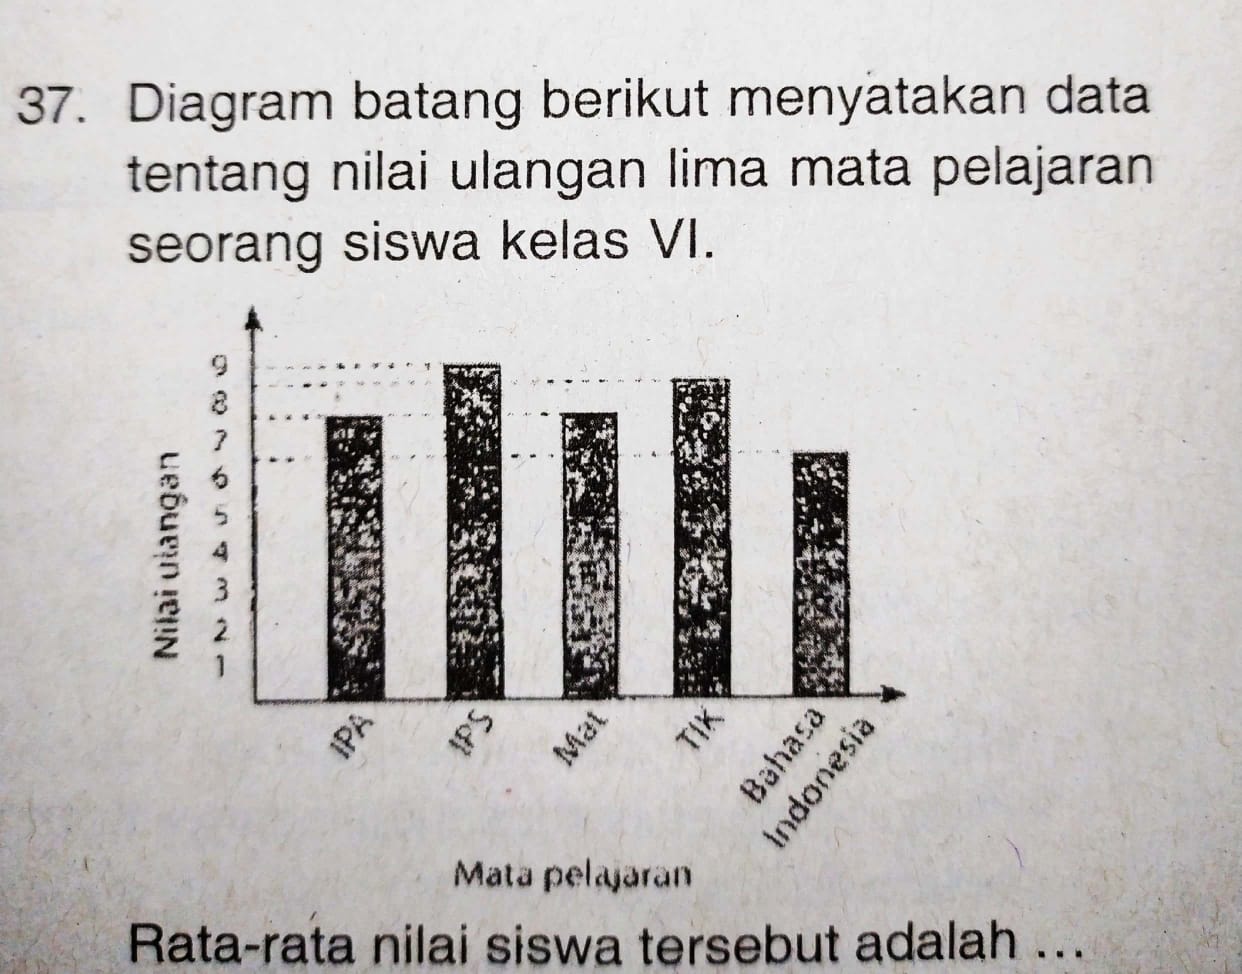 37. Diagram batang berikut menyatakan data
tentang nilai ulangan lima mata pelajaran
seorang siswa kelas VI.
9
8
7
6
5
4
3
2
1
Nilai ulangan
IPA
IPS
Mat
TIK
Bahasa
Indonesia
Mata pelajaran
Rata-rata nilai siswa tersebut adalah ...